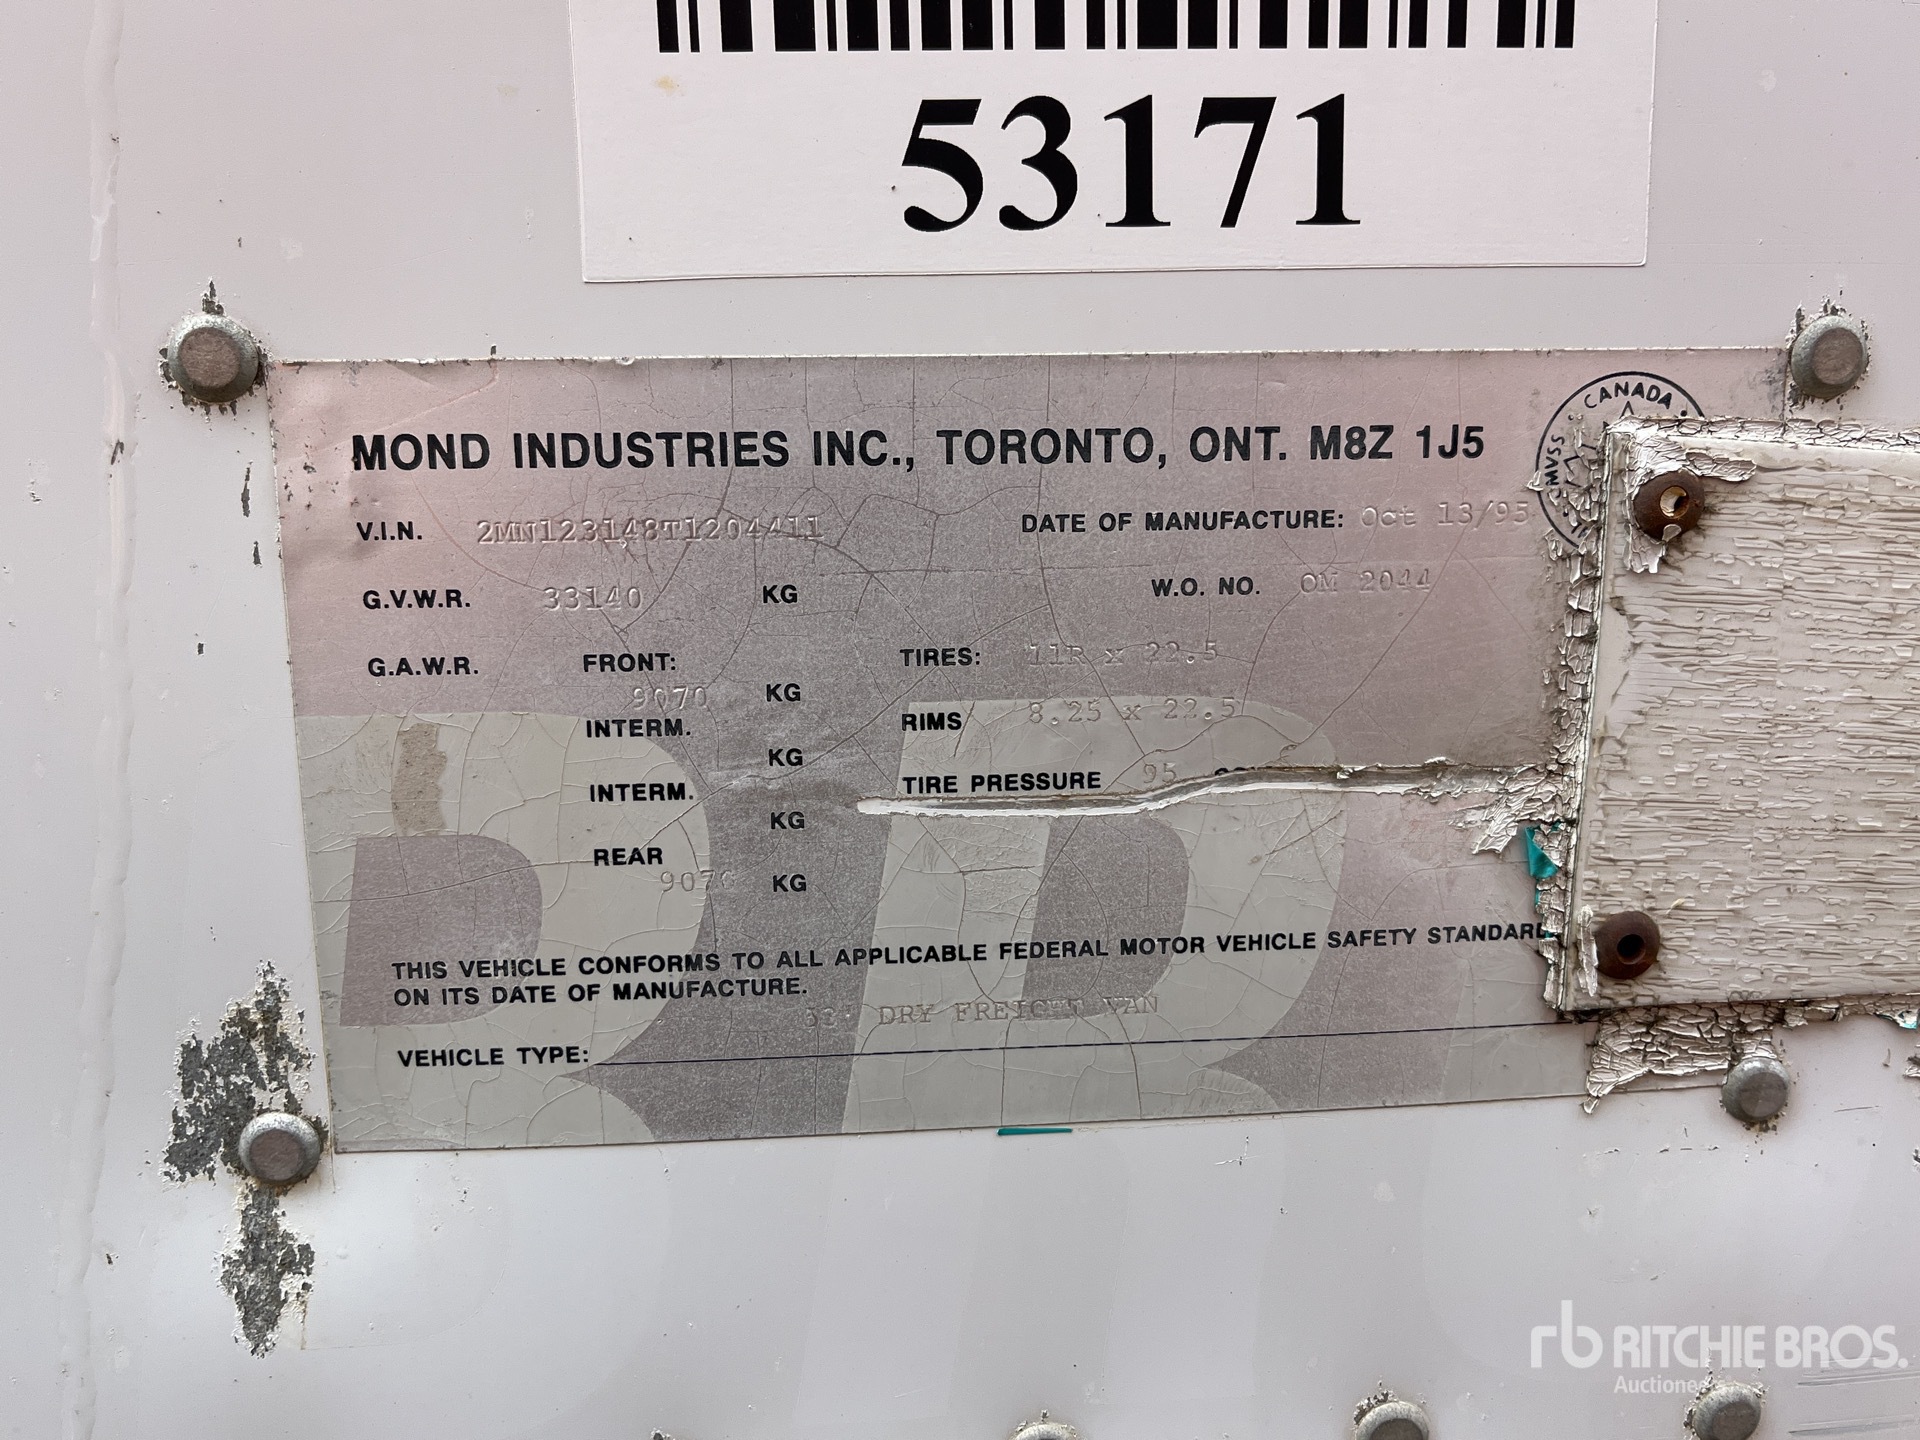 53171
MOND INDUSTRIES INC., TORONTO, ONT. M8Z 1J5
CANADA
V.I.N. 2MN123148T1204411 DATE OF MANUFACTURE: Oct 13/95
G.V.W.R. 33140 KG W.O. NO. OM 2044
G.A.W.R. FRONT: TIRES: 11R x 22.5
9070 KG
INTERM. RIMS 8.25 x 22.5
KG
INTERM. TIRE PRESSURE 95
KG
REAR
9070 KG
THIS VEHICLE CONFORMS TO ALL APPLICABLE FEDERAL MOTOR VEHICLE SAFETY STANDARD
ON ITS DATE OF MANUFACTURE.
DRY FREIGHT VAN
VEHICLE TYPE:
rb RITCHIE BROS.
Auctioneers